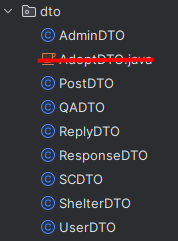 dto
AdminDTO
AdoptDTO.java
PostDTO
QADTO
ReplyDTO
ResponseDTO
SCDTO
ShelterDTO
UserDTO